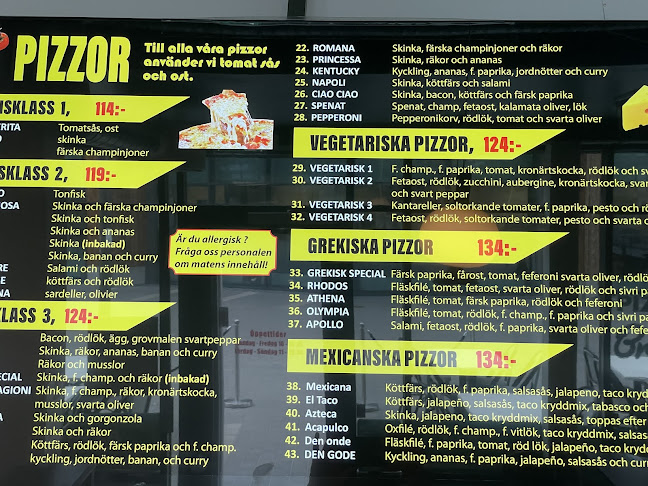 PIZZOR
Till alla våra pizzor
använder vi tomat sås
och ost.
114:-
Tomatsås, ost
skinka
färska champinjoner
119:-
Tonfisk
Skinka och färska champinjoner
Skinka och tonfisk
Skinka och ananas
Skinka (inbakad)
Skinka, banan och curry
Salami och rödlök
köttfärs och rödlök
sardeller, olivier
KLASS 3, 124:-
Bacon, rödlök, ägg, grovmalen svartpeppar
Skinka, räkor, ananas, banan och curry
Räkor och musslor
Skinka, f. champ. och räkor (inbakad)
Skinka, f. champ., räkor, kronärtskocka,
musslor, svarta oliver
Skinka och gorgonzola
Skinka och räkor
Köttfärs, rödlök, färsk paprika och f. champ.
kyckling, jordnötter, banan, och curry
Är du allergisk ?
Fråga oss personalen
om matens innehåll!
Öppettider
22. ROMANA Skinka, färska champinjoner och räkor
23. PRINCESSA Skinka, räkor och ananas
24. KENTUCKY Kyckling, ananas, f. paprika, jordnötter och curry
25. NAPOLI Skinka, köttfärs och salami
26. CIAO CIAO Skinka, bacon, köttfärs och färsk paprika
27. SPENAT Spenat, champ, fetaost, kalamata oliver, lök
28. PEPPERONI Pepperonikorv, rödlök, tomat och svarta oliver
VEGETARISKA PIZZOR, 124:-
29. VEGETARISK 1 F. champ., f. paprika, tomat, kronärtskocka, rödlök och
30. VEGETARISK 2 Fetaost, rödlök, zucchini, aubergine, kronärtskocka,
och svart peppar
31. VEGETARISK 3 Kantareller, soltorkande tomater, f. paprika, pesto och
32. VEGETARISK 4 Fetaost, rödlök, soltorkande tomater, pesto och svarta
GREKISKA PIZZOR 134:-
33. GREKISK SPECIAL Färsk paprika, fårost, tomat, feferoni svarta oliver,
34. RHODOS Fläskfilé, tomat, fetaost, svarta oliver, rödlök och sivri
35. ATHENA Fläskfilé, tomat, färsk paprika, rödlök och feferoni
36. OLYMPIA Fläskfilé, tomat, rödlök, f. champ., f. paprika och sivri
37. APOLLO Salami, fetaost, rödlök, f. paprika, svarta oliver och
MEXICANSKA PIZZOR 134:-
38. Mexicana Köttfärs, rödlök, f. paprika, salsasås, jalapeno, taco
39. El Taco Köttfärs, jalapeño, salsasås, taco kryddmix, tabasco och
40. Azteca Skinka, jalapeno, taco kryddmix, salsasås, toppas efter
41. Acapulco Oxfilé, rödlök, f. champ., f. vitlök, taco kryddmix,
42. Den onde Fläskfilé, f. paprika, tomat, röd lök, jalapeño, taco
43. DEN GODE Kyckling, ananas, f. paprika, jalapeño, salsasås och